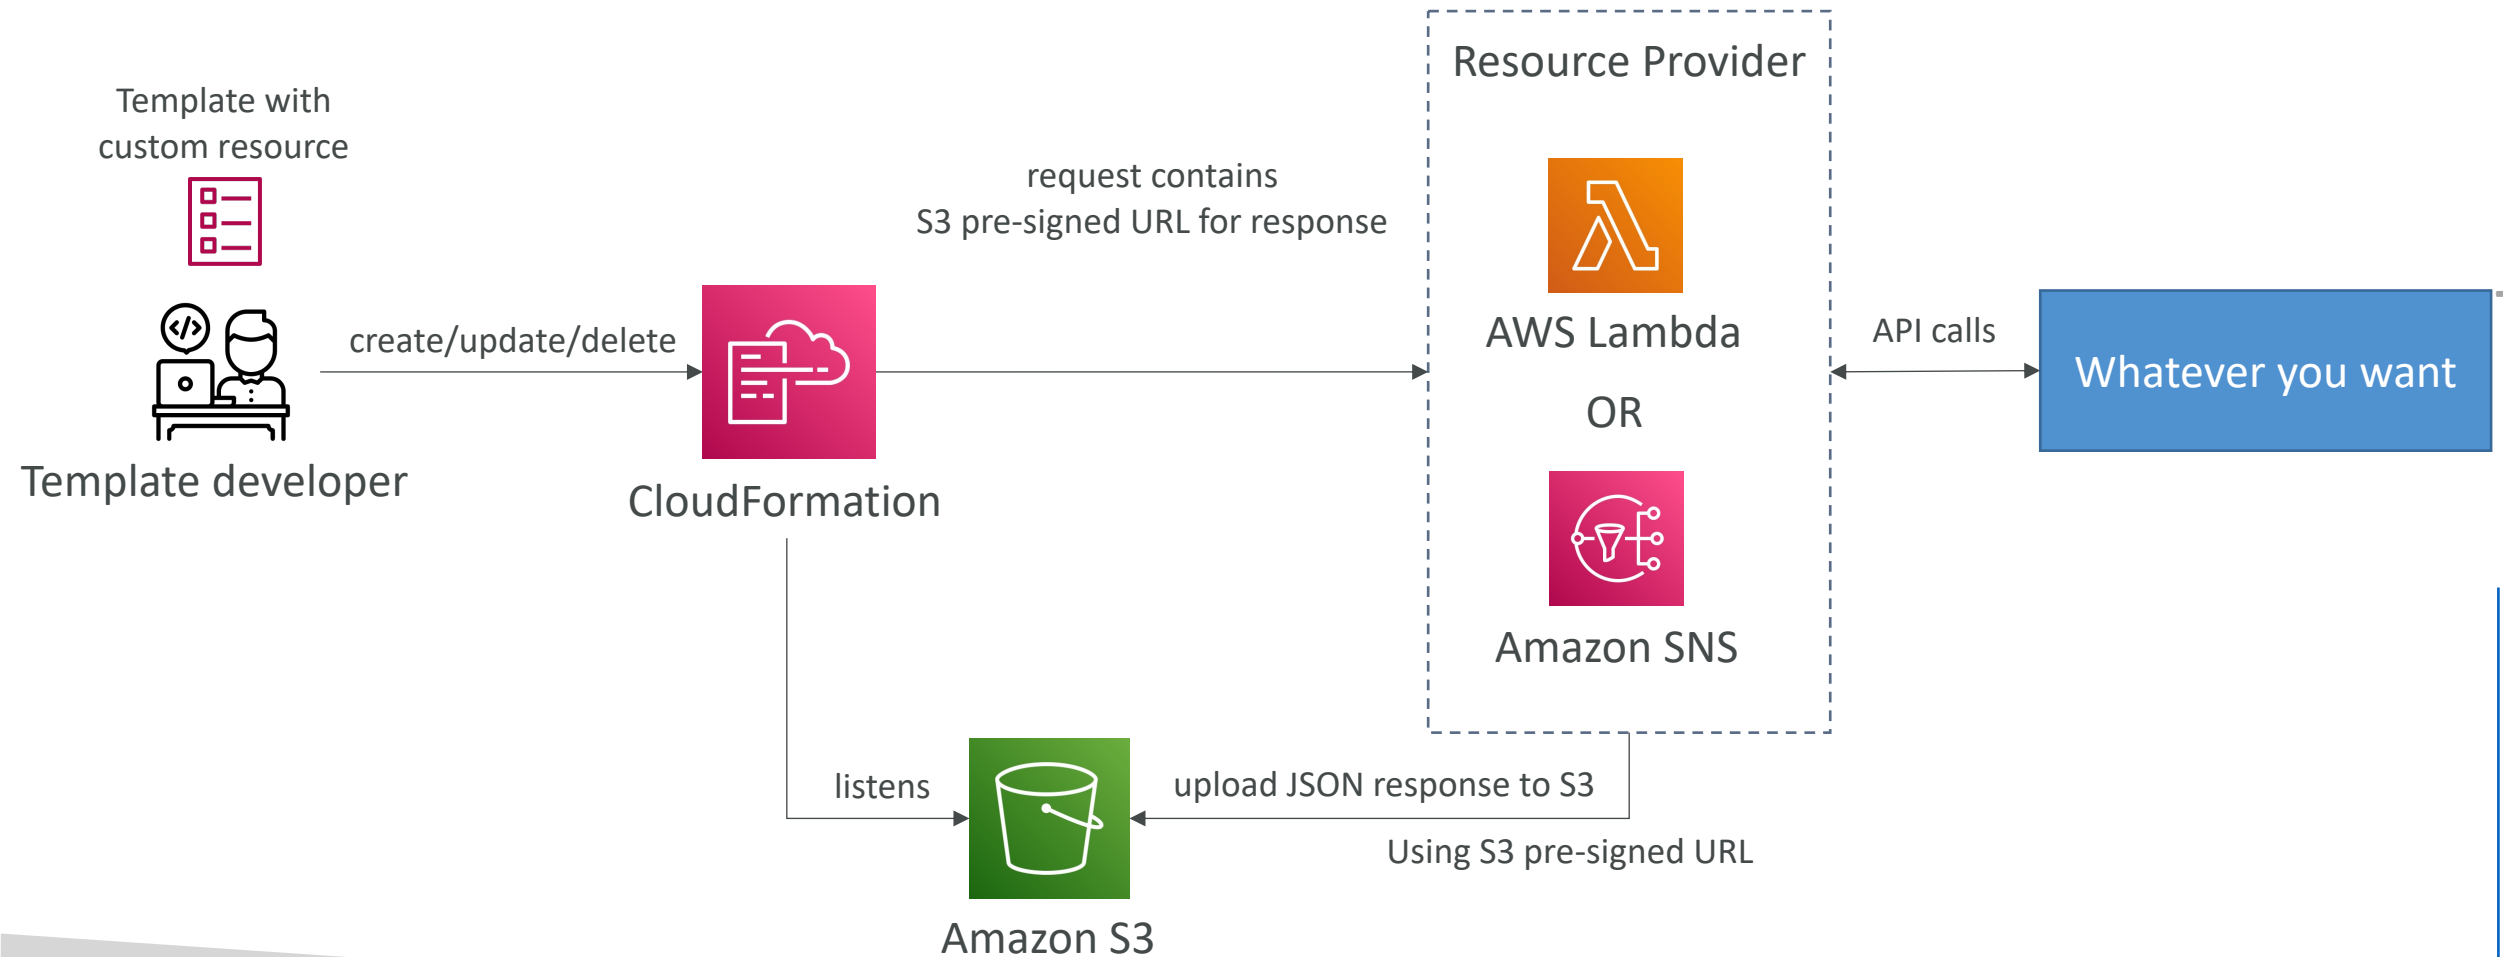 Template with
custom resource
Template developer
create/update/delete
CloudFormation
request contains
S3 pre-signed URL for response
Resource Provider
AWS Lambda
OR
Amazon SNS
API calls
Whatever you want
listens
upload JSON response to S3
Using S3 pre-signed URL
Amazon S3